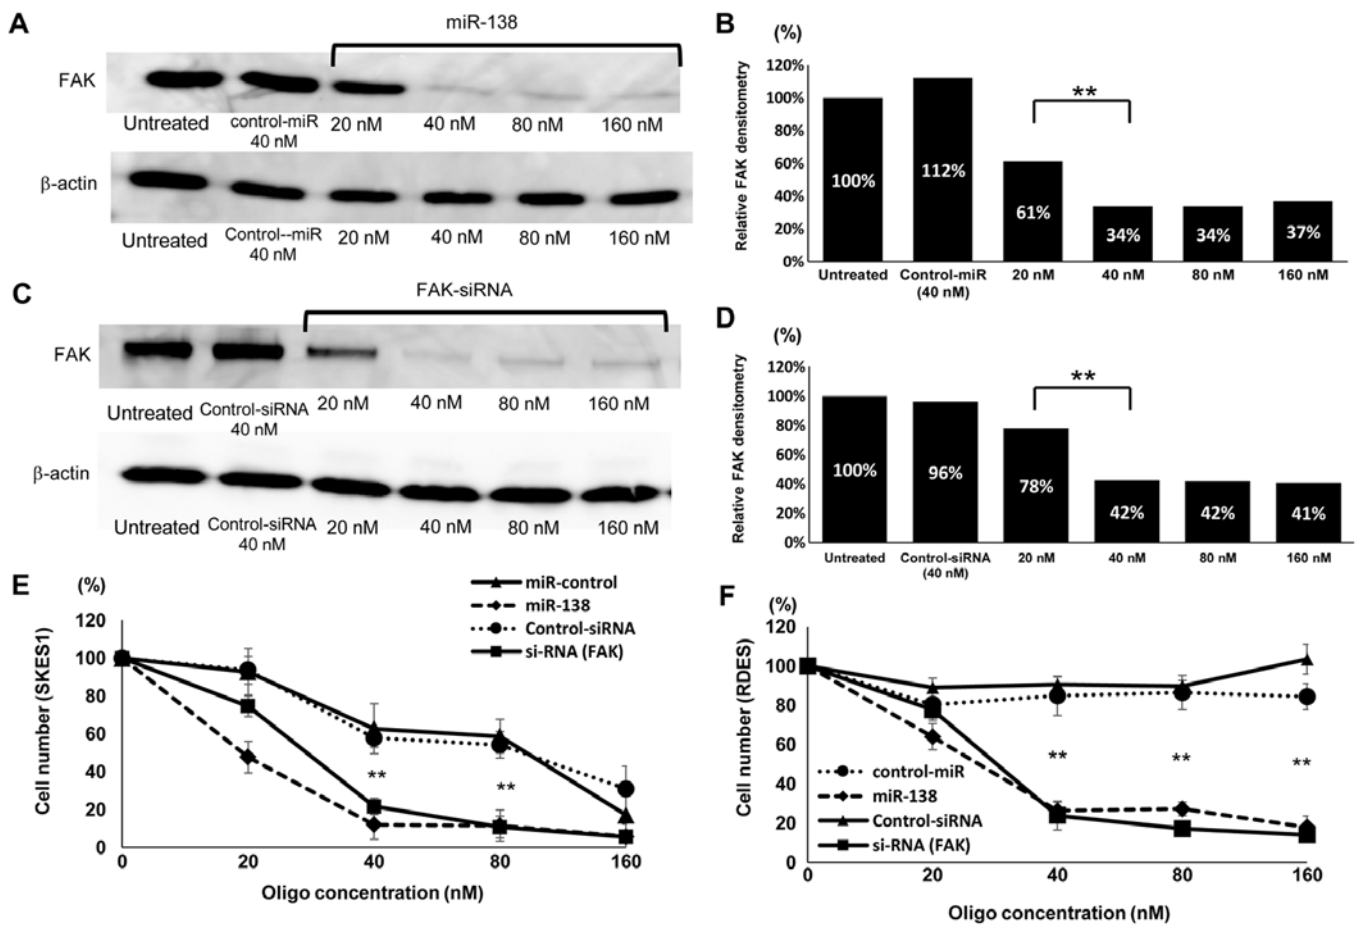 A
miR-138
FAK
Untreated
control-miR
40 nM
20 nM
40 nM
80 nM
160 nM
β-actin
Untreated
Control--miR
40 nM
20 nM
40 nM
80 nM
160 nM
B
(%)
Relative FAK densitometry
120%
100%
80%
60%
40%
20%
0%
**
100%
112%
61%
34%
34%
37%
Untreated
Control-miR
(40 nM)
20 nM
40 nM
80 nM
160 nM
C
FAK-siRNA
FAK
Untreated
Control-siRNA
40 nM
20 nM
40 nM
80 nM
160 nM
β-actin
Untreated
Control-siRNA
40 nM
20 nM
40 nM
80 nM
160 nM
D
(%)
Relative FAK densitometry
120%
100%
80%
60%
40%
20%
0%
**
100%
96%
78%
42%
42%
41%
Untreated
Control-siRNA
(40 nM)
20 nM
40 nM
80 nM
160 nM
E
(%)
Cell number (SKES1)
120
100
80
60
40
20
0
miR-control
miR-138
Control-siRNA
si-RNA (FAK)
**
**
0
20
40
80
160
Oligo concentration (nM)
F
(%)
Cell number (RDES)
120
100
80
60
40
20
0
**
**
**
control-miR
miR-138
Control-siRNA
si-RNA (FAK)
0
20
40
80
160
Oligo concentration (nM)